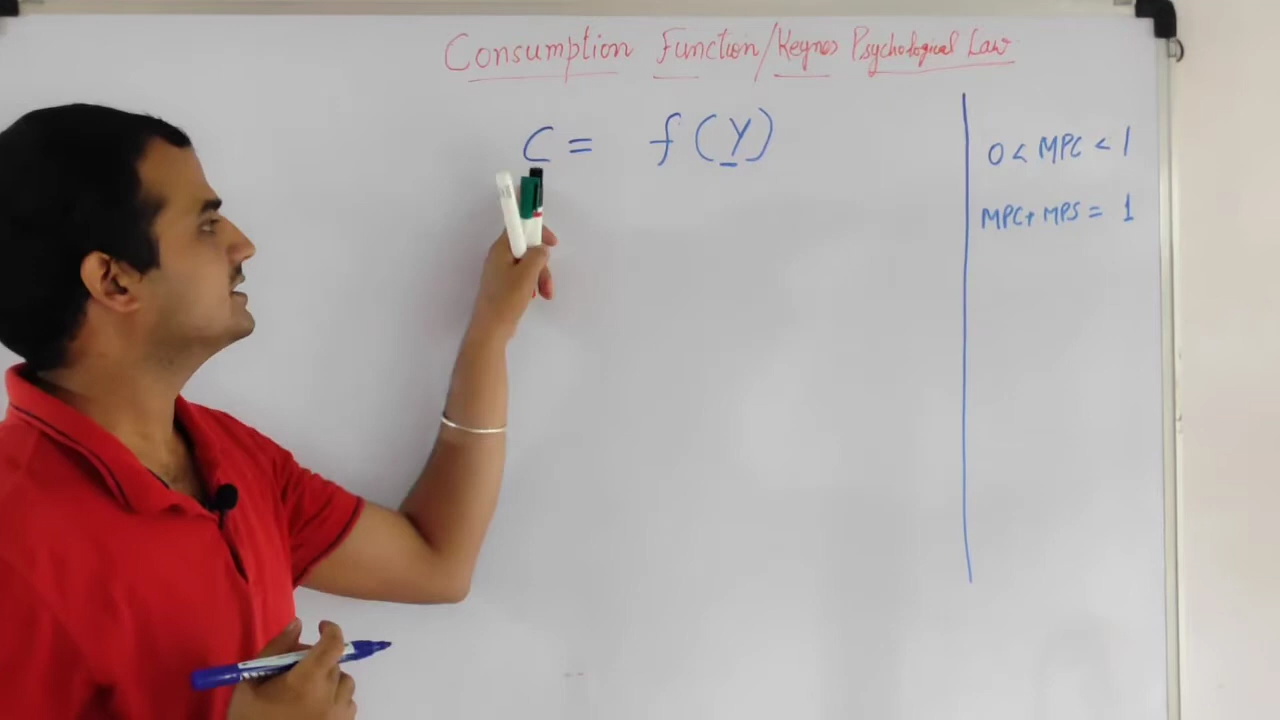 Consumption Function/Keynes Psychological Law
C = f(Y)
0 < MPC < 1
MPC+ MPS = 1